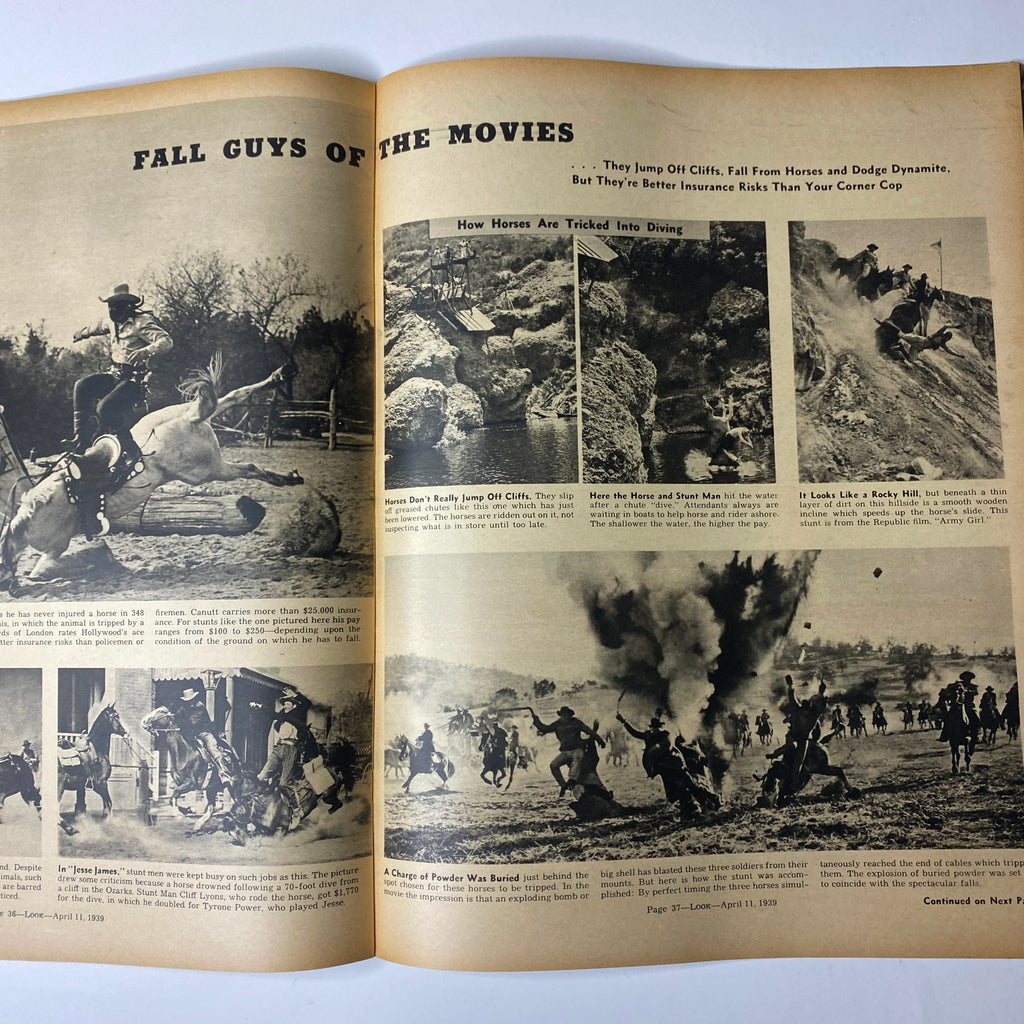 FALL GUYS OF THE MOVIES
. . . They Jump Off Cliffs, Fall From Horses and Dodge Dynamite,
But They're Better Insurance Risks Than Your Corner Cop
s he has never injured a horse in 348
is, in which the animal is tripped by a
rds of London rates Hollywood's ace
tter insurance risks than policemen or
firemen. Canutt carries more than $25,000 insur-
ance. For stunts like the one pictured here his pay
ranges from $100 to $250—depending upon the
condition of the ground on which he has to fall.
nd. Despite
imals, such
are barred
ticed.
In "Jesse James," stunt men were kept busy on such jobs as this. The picture
drew some criticism because a horse drowned following a 70-foot dive from
a cliff in the Ozarks. Stunt Man Cliff Lyons, who rode the horse, got $1,770
for the dive, in which he doubled for Tyrone Power, who played Jesse.
e 36—LOOK—April 11, 1939
How Horses Are Tricked Into Diving
Horses Don't Really Jump Off Cliffs. They slip
off greased chutes like this one which has just
been lowered. The horses are ridden out on it, not
suspecting what is in store until too late.
Here the Horse and Stunt Man hit the water
after a chute "dive." Attendants always are
waiting in boats to help horse and rider ashore.
The shallower the water, the higher the pay.
It Looks Like a Rocky Hill, but beneath a thin
layer of dirt on this hillside is a smooth wooden
incline which speeds up the horse's slide. This
stunt is from the Republic film, "Army Girl."
A Charge of Powder Was Buried just behind the
spot chosen for these horses to be tripped. In the
movie the impression is that an exploding bomb or
big shell has blasted these three soldiers from their
mounts. But here is how the stunt was accom-
plished: By perfect timing the three horses simul-
taneously reached the end of cables which tripp
them. The explosion of buried powder was set
to coincide with the spectacular falls.
Page 37—LOOK—April 11, 1939
Continued on Next Pa